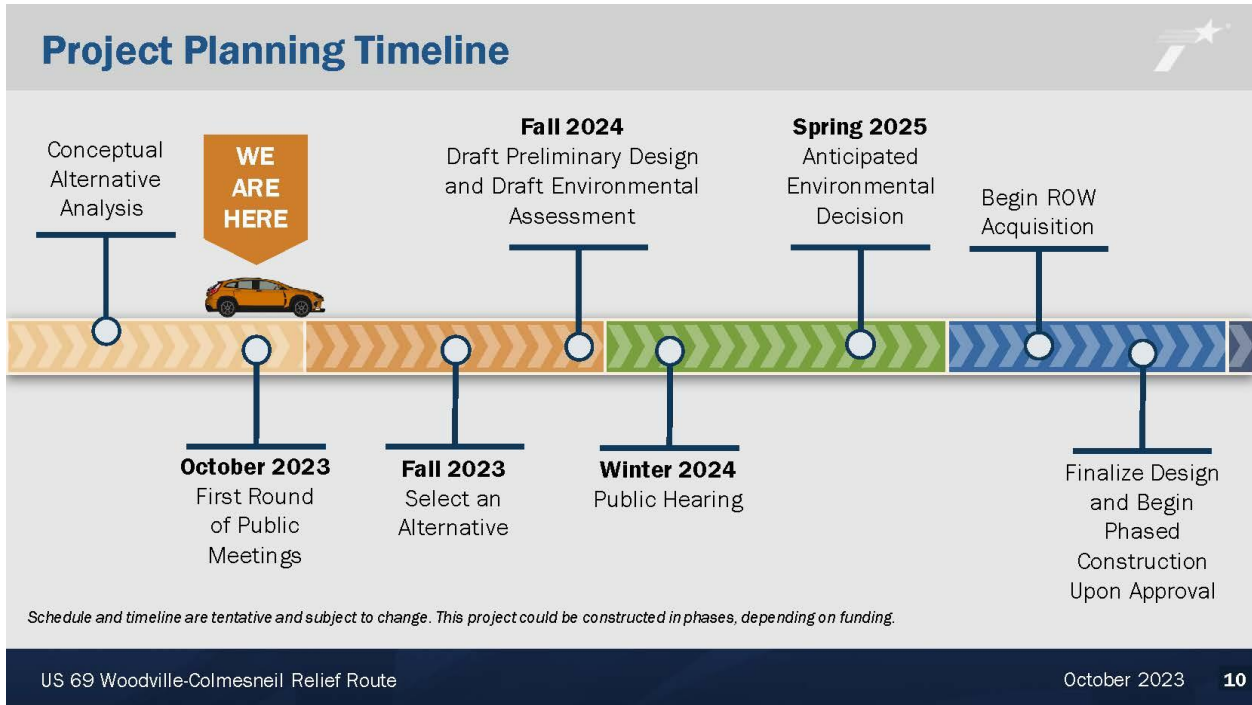 Project Planning Timeline
Conceptual
Alternative
Analysis
WE
ARE
HERE
Fall 2024
Draft Preliminary Design
and Draft Environmental
Assessment
Spring 2025
Anticipated
Environmental
Decision
Begin ROW
Acquisition
October 2023
First Round
of Public
Meetings
Fall 2023
Select an
Alternative
Winter 2024
Public Hearing
Finalize Design
and Begin
Phased
Construction
Upon Approval
Schedule and timeline are tentative and subject to change. This project could be constructed in phases, depending on funding.
US 69 Woodville-Colmesneil Relief Route
October 2023 10